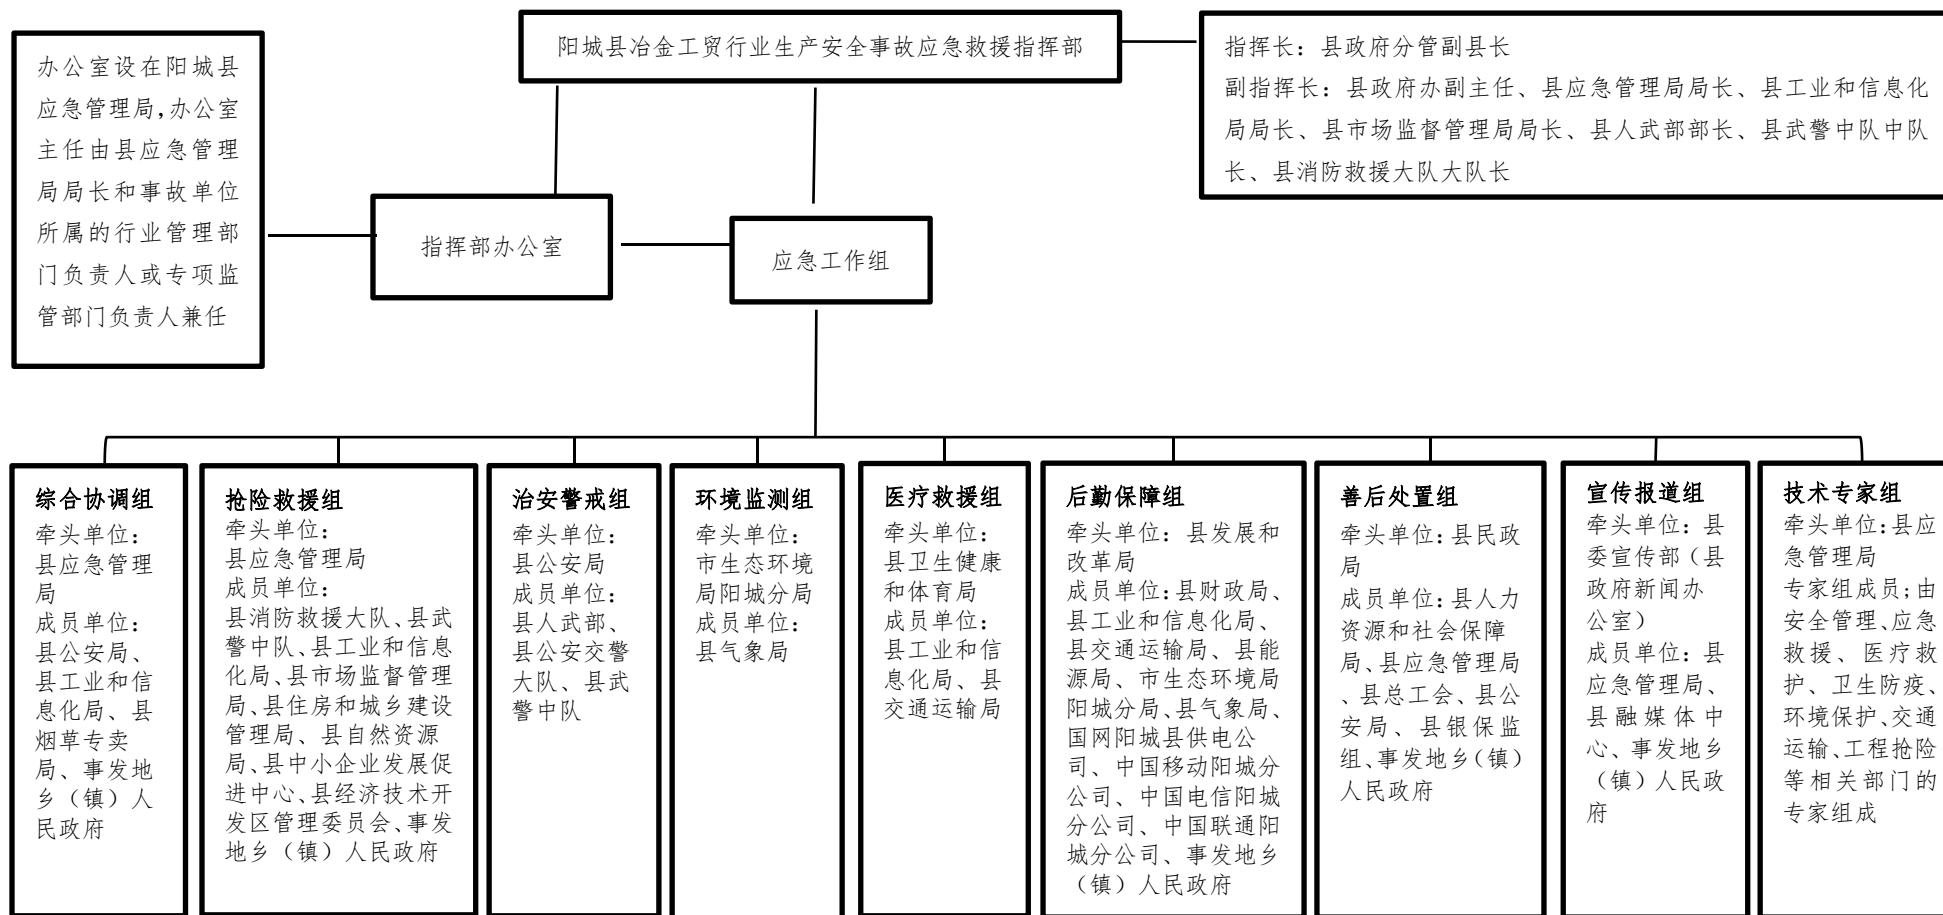 阳城县冶金工贸行业生产安全事故应急救援指挥部
指挥长：县政府分管副县长
副指挥长：县政府办副主任、县应急管理局局长、县工业和信息化
局局长、县市场监督管理局局长、县人武部部长、县武警中队中队
长、县消防救援大队大队长
办公室设在阳城县
应急管理局,办公室
主任由县应急管理
局局长和事故单位
所属的行业管理部
门负责人或专项监
管部门负责人兼任
指挥部办公室
应急工作组
综合协调组
牵头单位：
县应急管理
局
成员单位：
县公安局、
县工业和信
息化局、县
烟草专卖
局、事发地
乡（镇）人
民政府
抢险救援组
牵头单位：
县应急管理局
成员单位：
县消防救援大队、县武
警中队、县工业和信息
化局、县市场监督管理
局、县住房和城乡建设
管理局、县自然资源
局、县中小企业发展促
进中心、县经济技术开
发区管理委员会、事发
地乡（镇）人民政府
治安警戒组
牵头单位：
县公安局
成员单位：
县人武部、
县公安交警
大队、县武
警中队
环境监测组
牵头单位：
市生态环境
局阳城分局
成员单位：
县气象局
医疗救援组
牵头单位：
县卫生健康
和体育局
成员单位：
县工业和信
息化局、县
交通运输局
后勤保障组
牵头单位：县发展和
改革局
成员单位：县财政局、
县工业和信息化局、
县交通运输局、县能
源局、市生态环境局
阳城分局、县气象局、
国网阳城县供电公
司、中国移动阳城分
公司、中国电信阳城
分公司、中国联通阳
城分公司、事发地乡
（镇）人民政府
善后处置组
牵头单位：县民政
局
成员单位：县人力
资源和社会保障
局、县应急管理局
、县总工会、县公
安局、县银保监
组、事发地乡（镇）
人民政府
宣传报道组
牵头单位：县
委宣传部（县
政府新闻办
公室）
成员单位：县
应急管理局、
县融媒体中
心、事发地乡
（镇）人民政
府
技术专家组
牵头单位：县应
急管理局
专家组成员;由
安全管理、应急
救援、医疗救
护、卫生防疫、
环境保护、交通
运输、工程抢险
等相关部门的
专家组成